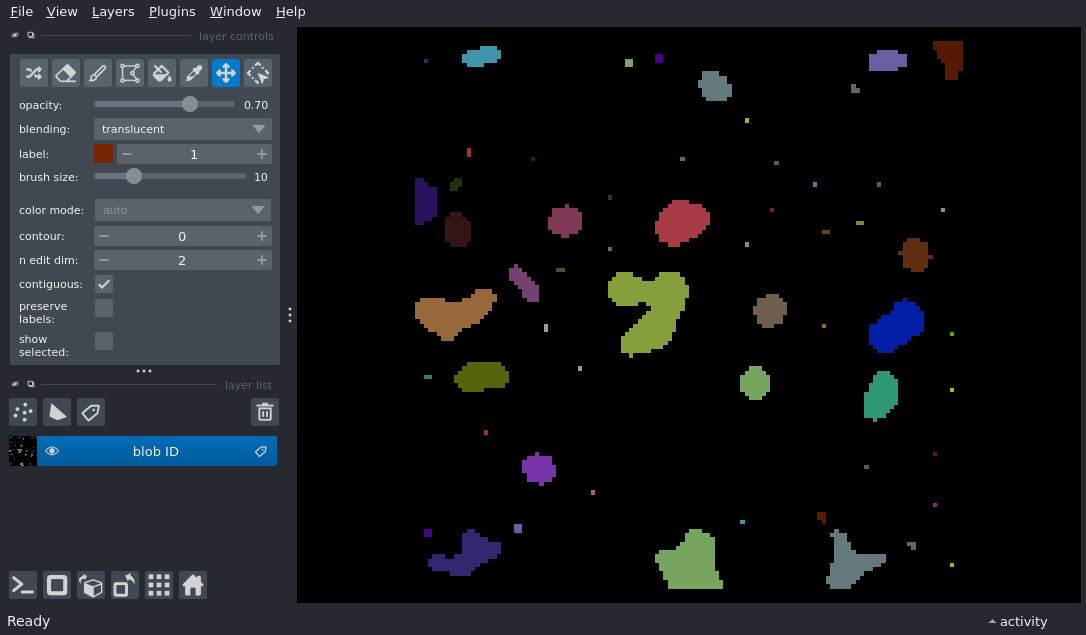 File View Layers Plugins Window Help
layer controls
opacity: 0.70
blending: translucent
label: 1
brush size: 10
color mode: auto
contour: 0
n edit dim: 2
contiguous:
preserve
labels:
show
selected:
layer list
blob ID
Ready
activity